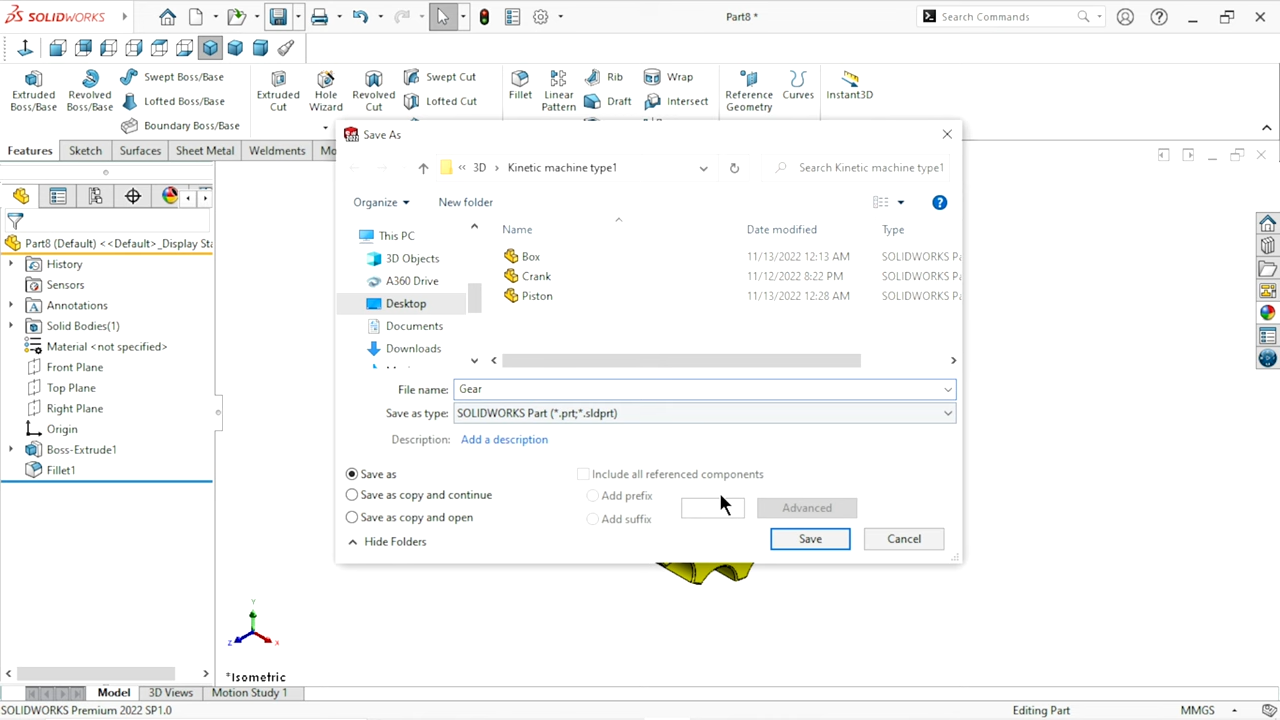 SOLIDWORKS
Part8 *
Search Commands
Extruded Boss/Base
Revolved Boss/Base
Swept Boss/Base
Lofted Boss/Base
Boundary Boss/Base
Extruded Cut
Hole Wizard
Revolved Cut
Swept Cut
Lofted Cut
Fillet
Linear Pattern
Rib
Draft
Wrap
Intersect
Reference Geometry
Curves
Instant3D
Features
Sketch
Surfaces
Sheet Metal
Weldments
Save As
3D
Kinetic machine type1
Search Kinetic machine type1
Organize
New folder
This PC
3D Objects
A360 Drive
Desktop
Documents
Downloads
Name Date modified Type
Box 11/13/2022 12:13 AM SOLIDWORKS Pa
Crank 11/12/2022 8:22 PM SOLIDWORKS Pa
Piston 11/13/2022 12:28 AM SOLIDWORKS Pa
File name: Gear
Save as type: SOLIDWORKS Part (*.prt;*.sldprt)
Description: Add a description
Save as
Save as copy and continue
Save as copy and open
Include all referenced components
Add prefix
Add suffix
Advanced
Hide Folders
Save
Cancel
Part8 (Default) <<Default>_Display Sta
History
Sensors
Annotations
Solid Bodies(1)
Material <not specified>
Front Plane
Top Plane
Right Plane
Origin
Boss-Extrude1
Fillet1
Y
Z
X
*Isometric
Model
3D Views
Motion Study 1
SOLIDWORKS Premium 2022 SP1.0
Editing Part
MMGS